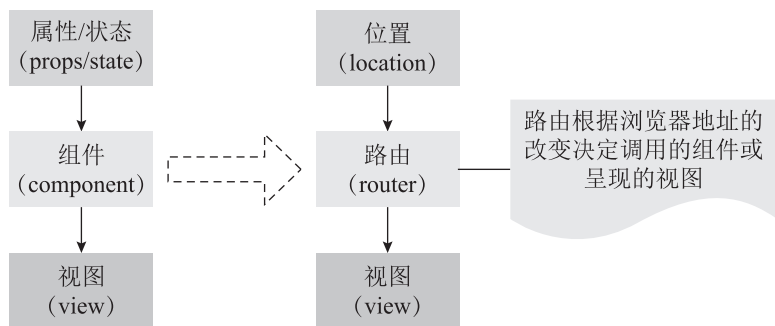 属性/状态
（props/state）
组件
（component）
视图
（view）
位置
（location）
路由
（router）
视图
（view）
路由根据浏览器地址的
改变决定调用的组件或
呈现的视图